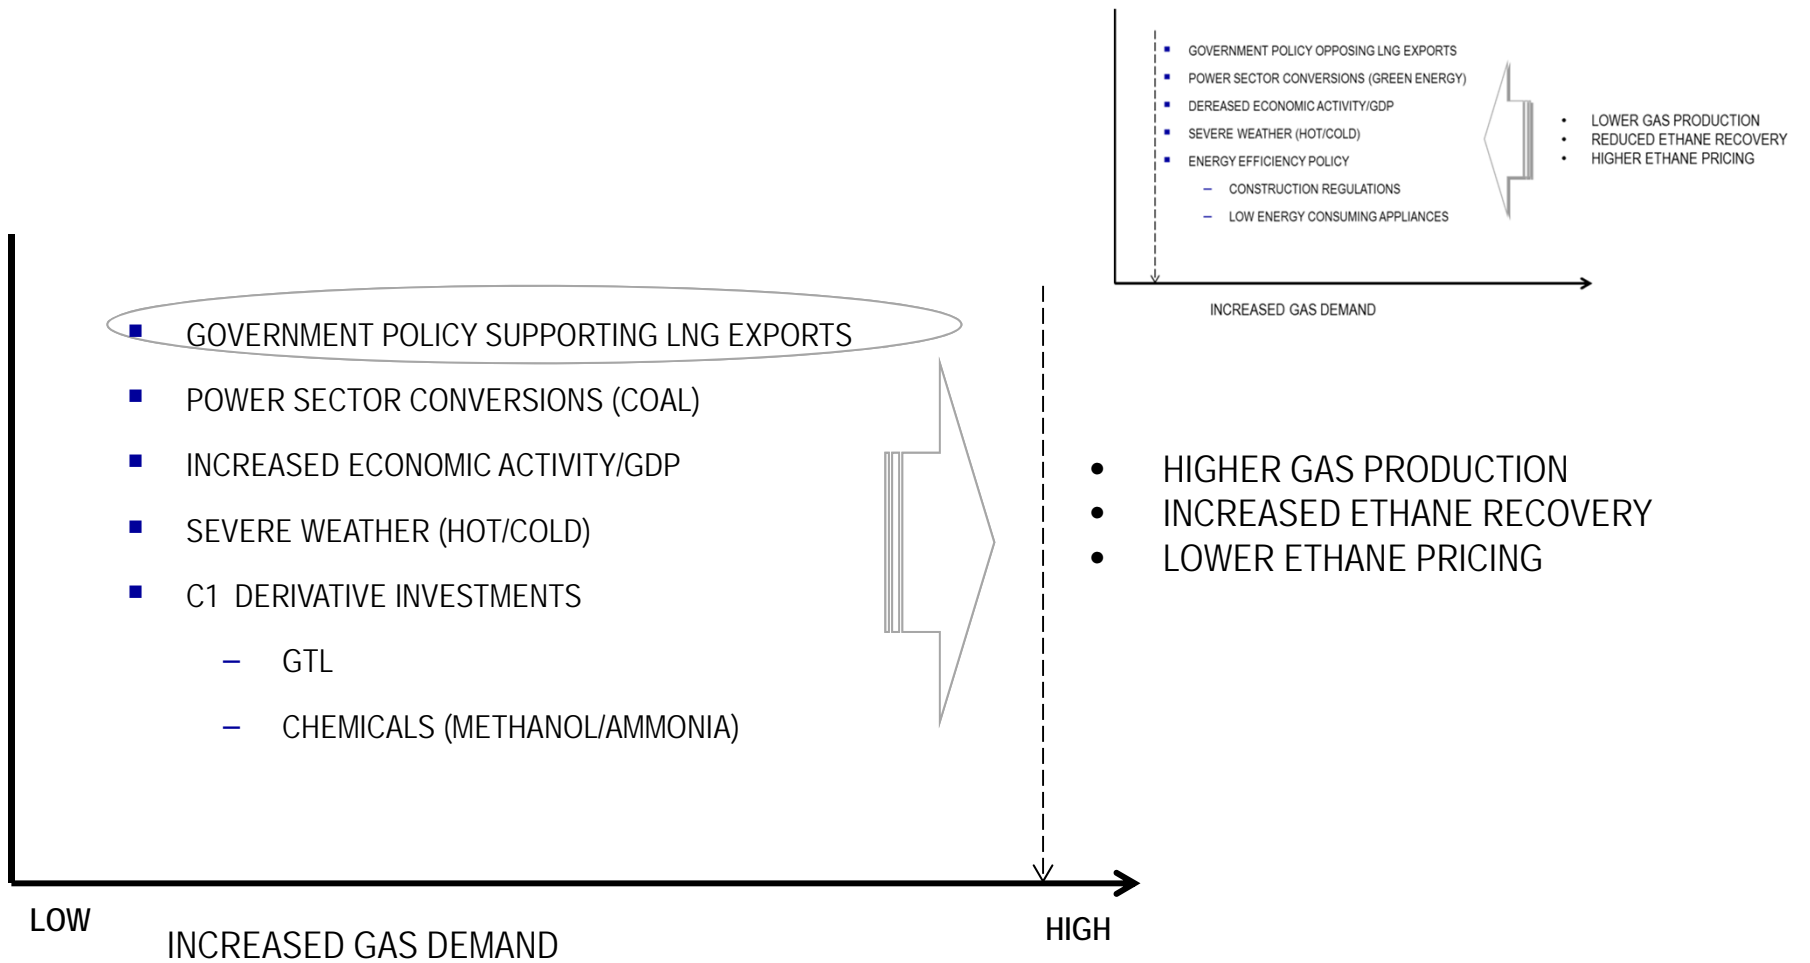 ▪ GOVERNMENT POLICY OPPOSING LNG EXPORTS
▪ POWER SECTOR CONVERSIONS (GREEN ENERGY)
▪ DEREASED ECONOMIC ACTIVITY/GDP
▪ SEVERE WEATHER (HOT/COLD)
▪ ENERGY EFFICIENCY POLICY
– CONSTRUCTION REGULATIONS
– LOW ENERGY CONSUMING APPLIANCES
• LOWER GAS PRODUCTION
• REDUCED ETHANE RECOVERY
• HIGHER ETHANE PRICING
INCREASED GAS DEMAND
▪ GOVERNMENT POLICY SUPPORTING LNG EXPORTS
▪ POWER SECTOR CONVERSIONS (COAL)
▪ INCREASED ECONOMIC ACTIVITY/GDP
▪ SEVERE WEATHER (HOT/COLD)
▪ C1 DERIVATIVE INVESTMENTS
– GTL
– CHEMICALS (METHANOL/AMMONIA)
• HIGHER GAS PRODUCTION
• INCREASED ETHANE RECOVERY
• LOWER ETHANE PRICING
LOW
HIGH
INCREASED GAS DEMAND